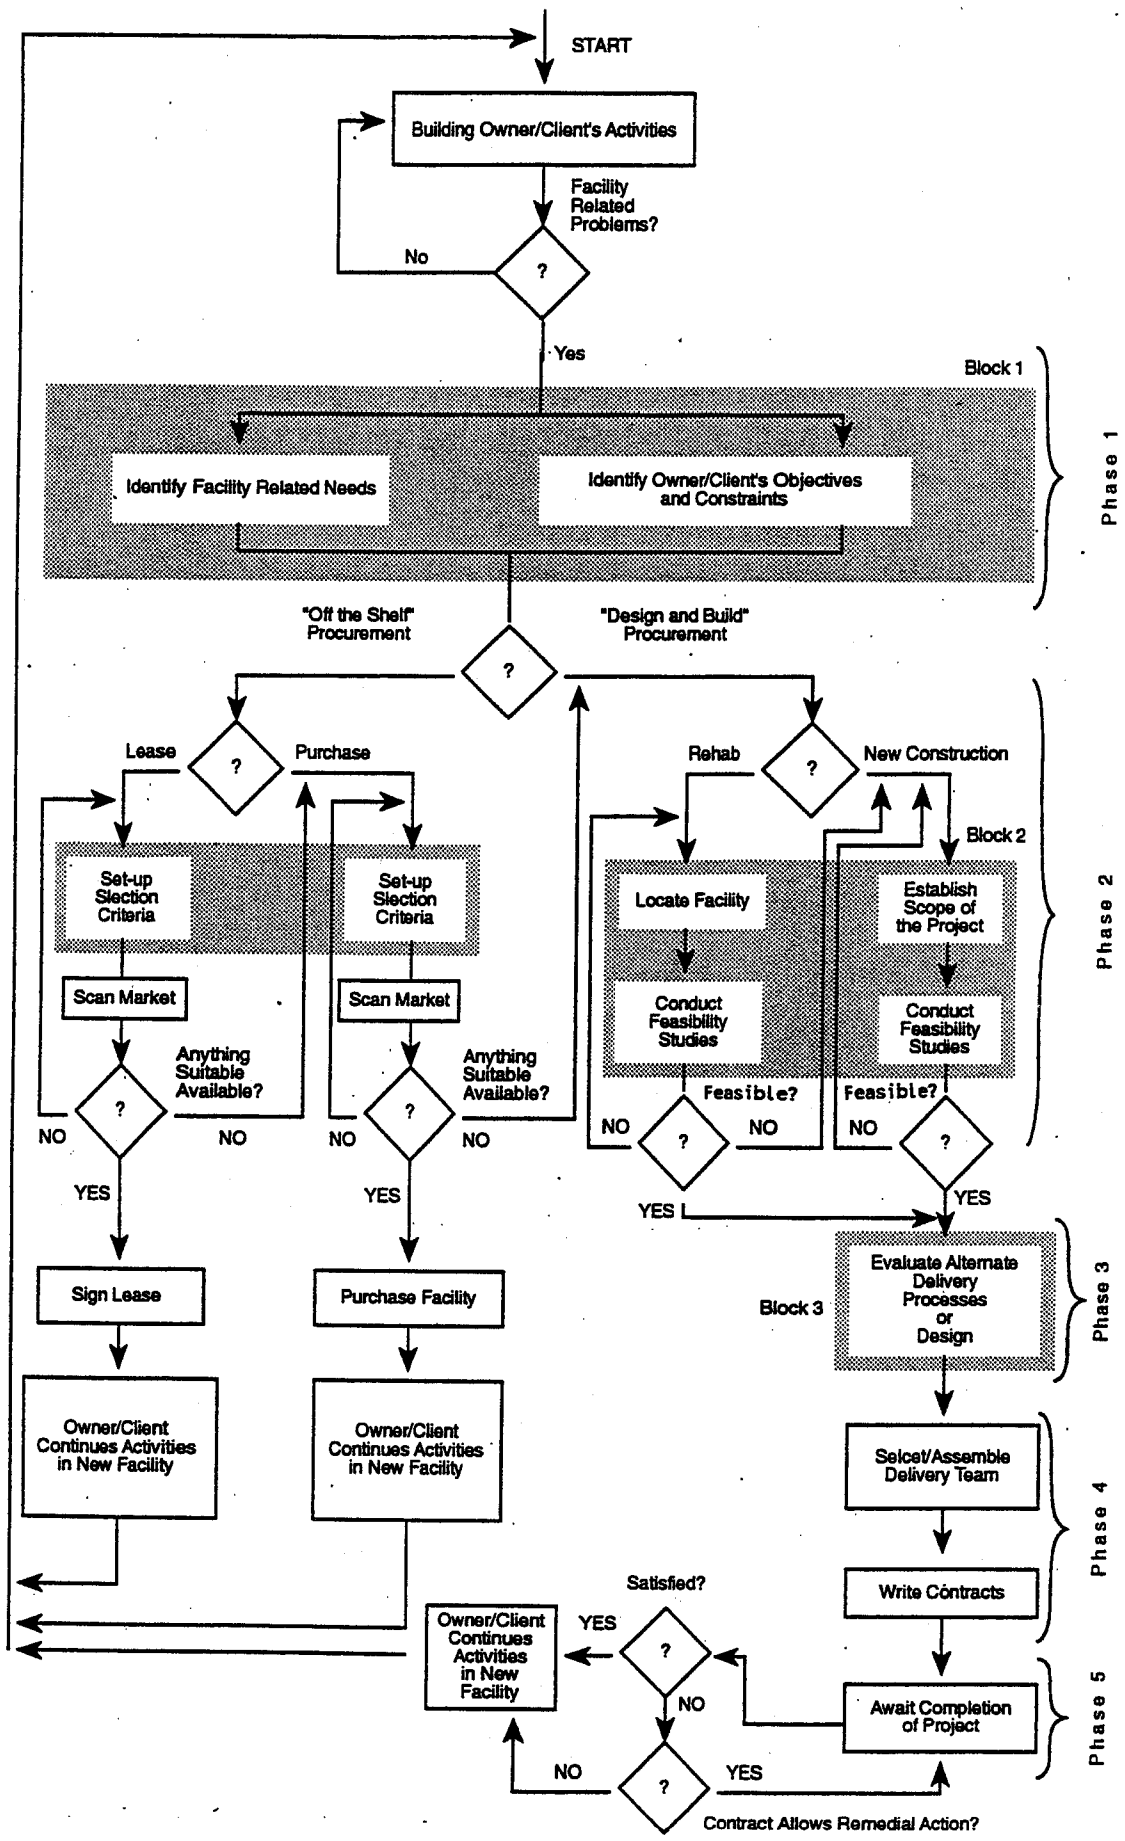 START
Building Owner/Client's Activities
Facility
Related
Problems?
No
?
Yes
Block 1
Phase 1
Identify Facility Related Needs
Identify Owner/Client's Objectives
and Constraints
"Off the Shelf"
Procurement
"Design and Build"
Procurement
?
Lease
?
Purchase
Rehab
?
New Construction
Block 2
Phase 2
Set-up
Slection
Criteria
Set-up
Slection
Criteria
Locate Facility
Establish
Scope of
the Project
Scan Market
Scan Market
Conduct
Feasibility
Studies
Conduct
Feasibility
Studies
Anything
Suitable
Available?
Anything
Suitable
Available?
Feasible?
Feasible?
?
NO
NO
?
NO
NO
?
NO
NO
?
NO
YES
YES
YES
YES
Sign Lease
Purchase Facility
Block 3
Evaluate Alternate
Delivery
Processes
or
Design
Phase 3
Owner/Client
Continues Activities
in New Facility
Owner/Client
Continues Activities
in New Facility
Selcet/Assemble
Delivery Team
Write Contracts
Phase 4
Satisfied?
Owner/Client
Continues
Activities
in New
Facility
YES
?
NO
Await Completion
of Project
Phase 5
NO
?
YES
Contract Allows Remedial Action?